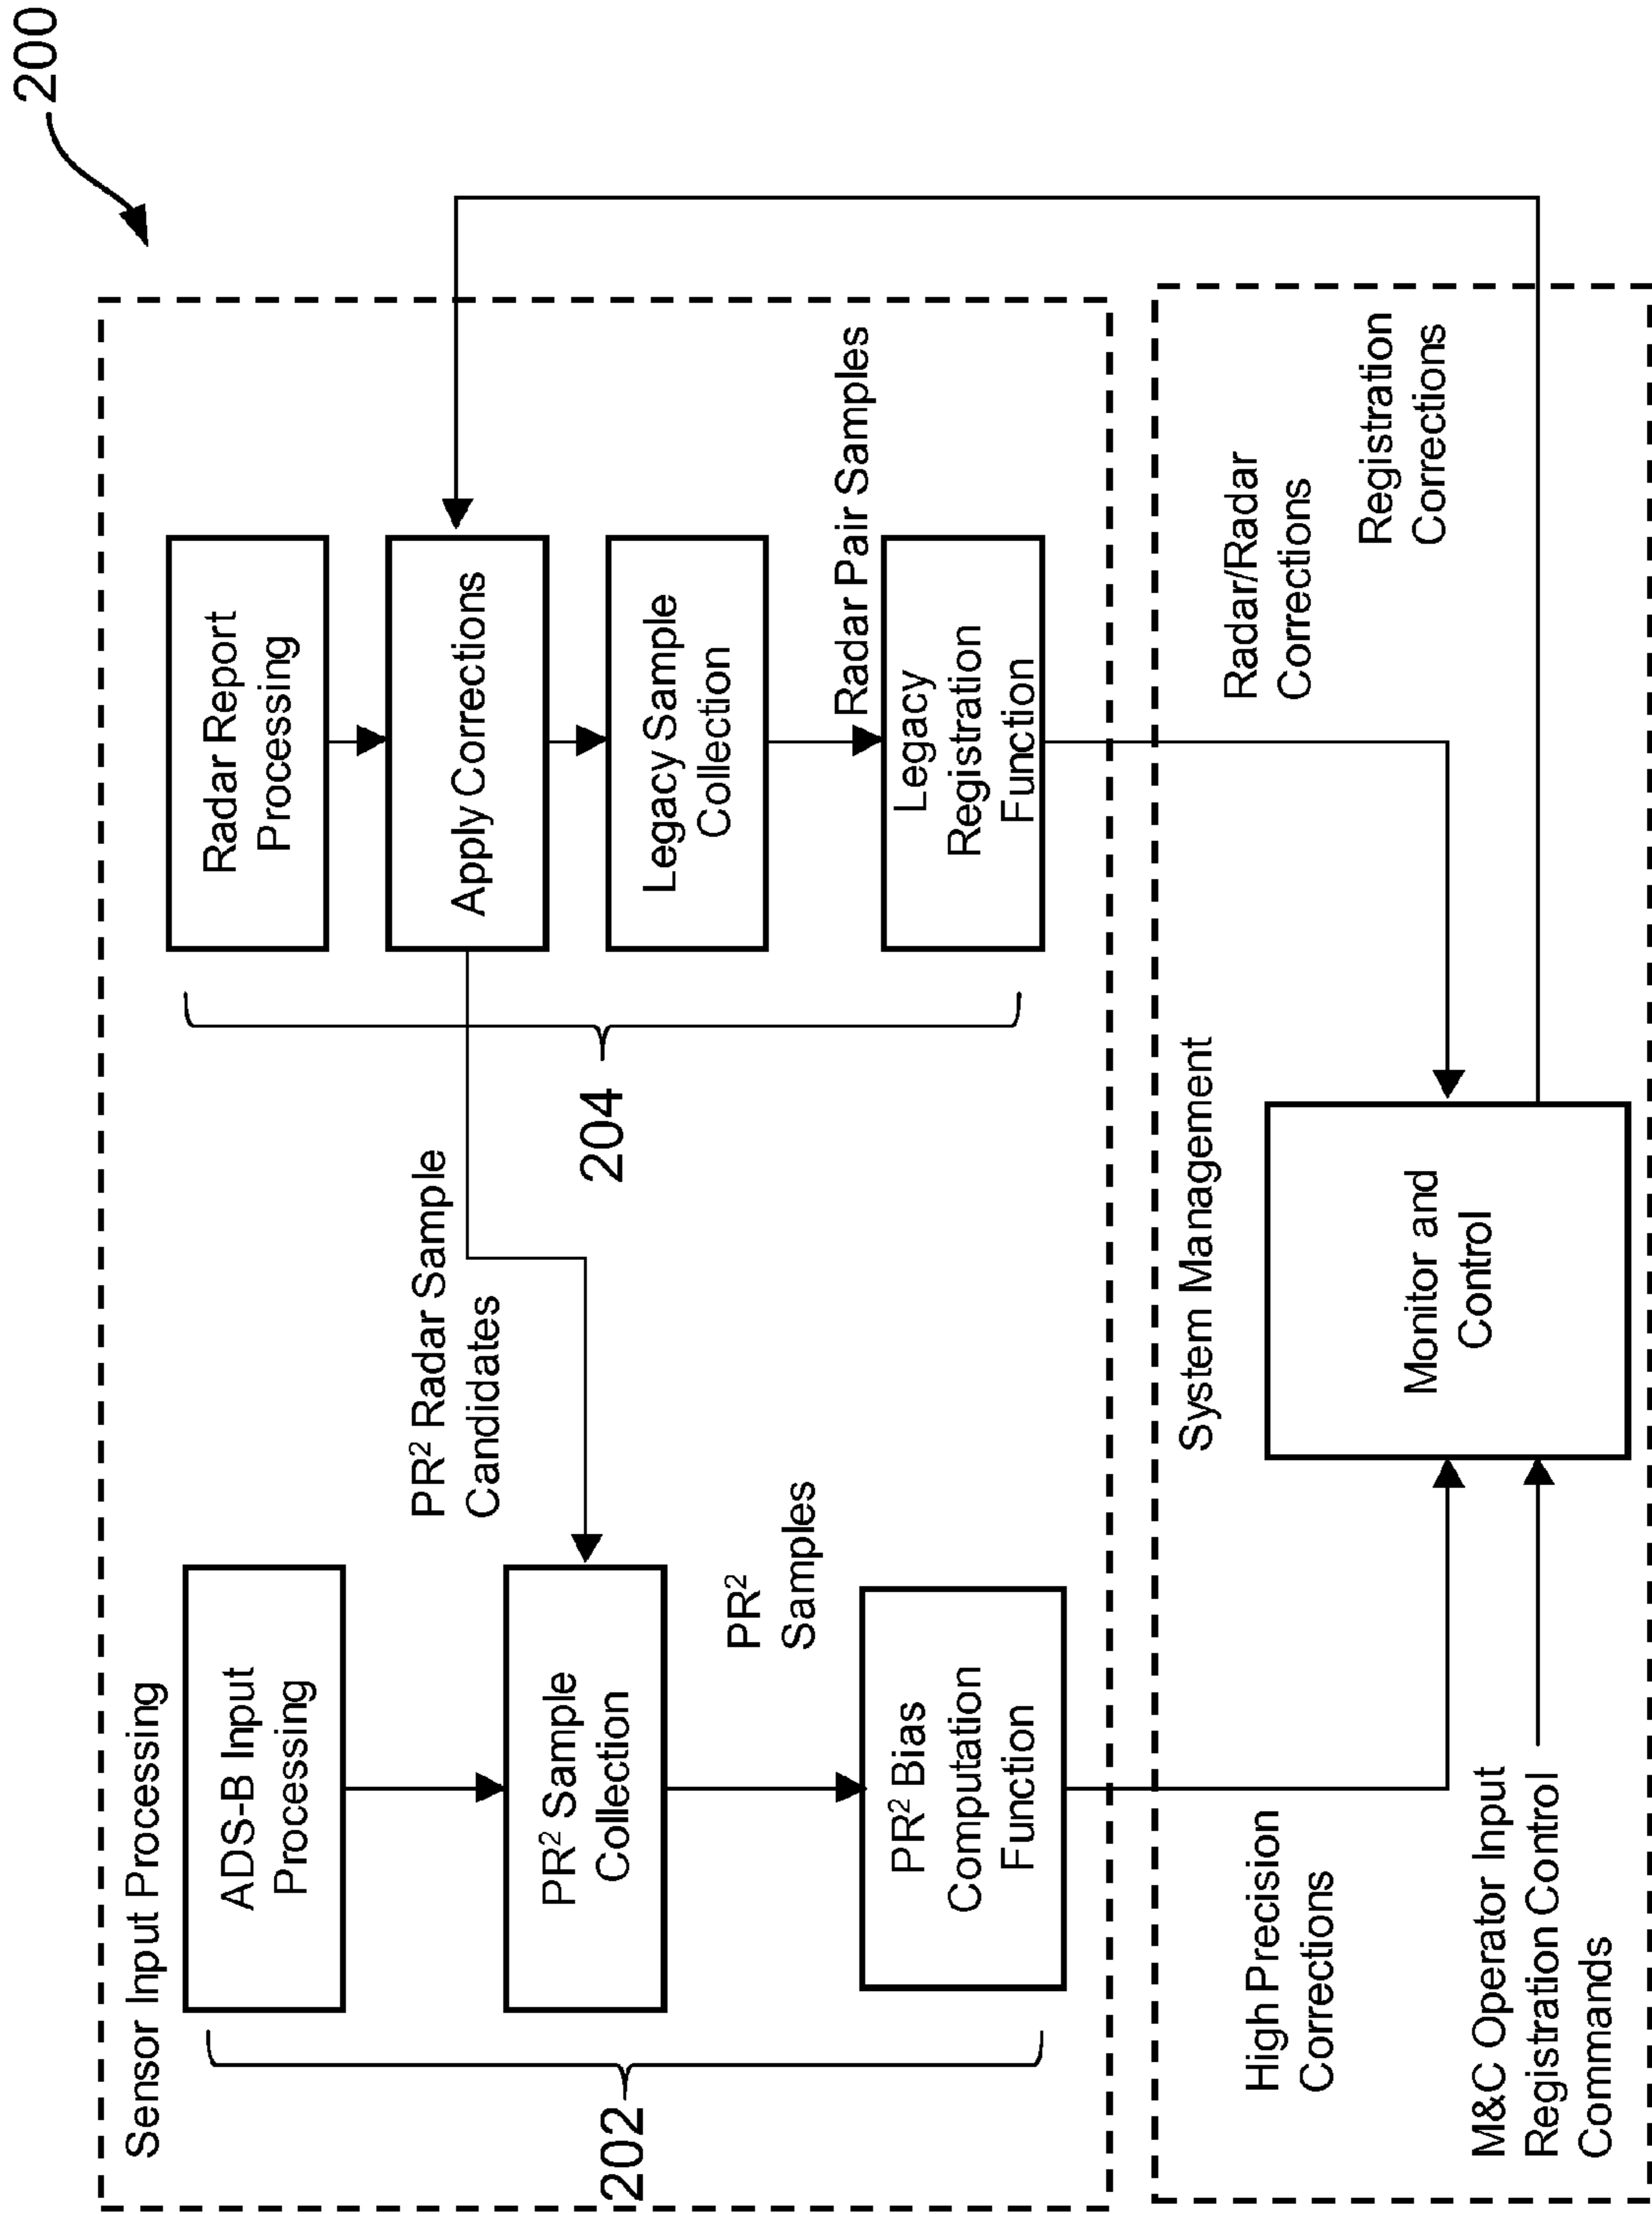 200
Sensor Input Processing
ADS-B Input
Processing
PR² Sample
Collection
PR² Bias
Computation
Function
PR²
Samples
202
PR² Radar Sample
Candidates
204
Radar Report
Processing
Apply Corrections
Legacy Sample
Collection
Radar Pair Samples
Legacy
Registration
Function
System Management
High Precision
Corrections
M&C Operator Input
Registration Control
Commands
Monitor and
Control
Radar/Radar
Corrections
Registration
Corrections